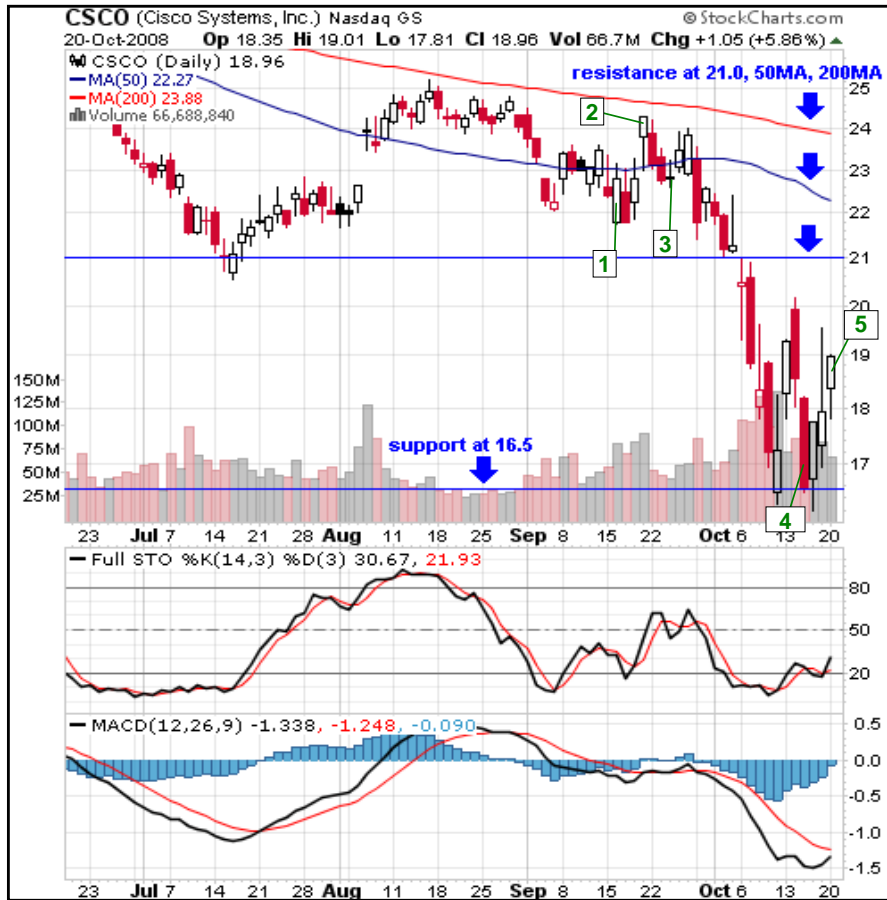 CSCO (Cisco Systems, Inc.) Nasdaq GS © StockCharts.com
20-Oct-2008 Op 18.35 Hi 19.01 Lo 17.81 Cl 18.96 Vol 66.7M Chg +1.05 (+5.86%)
CSCO (Daily) 18.96
MA(50) 22.27
MA(200) 23.88
Volume 66,688,840
resistance at 21.0, 50MA, 200MA
25
24
23
22
21
20
19
18
17
2
1
3
5
4
150M
125M
100M
75M
50M
25M
support at 16.5
23 Jul 7 14 21 28 Aug 11 18 25 Sep 8 15 22 Oct 6 13 20
Full STO %K(14,3) %D(3) 30.67, 21.93
80
50
20
MACD(12,26,9) -1.338, -1.248, -0.090
0.5
0.0
-0.5
-1.0
-1.5
23 Jul 7 14 21 28 Aug 11 18 25 Sep 8 15 22 Oct 6 13 20